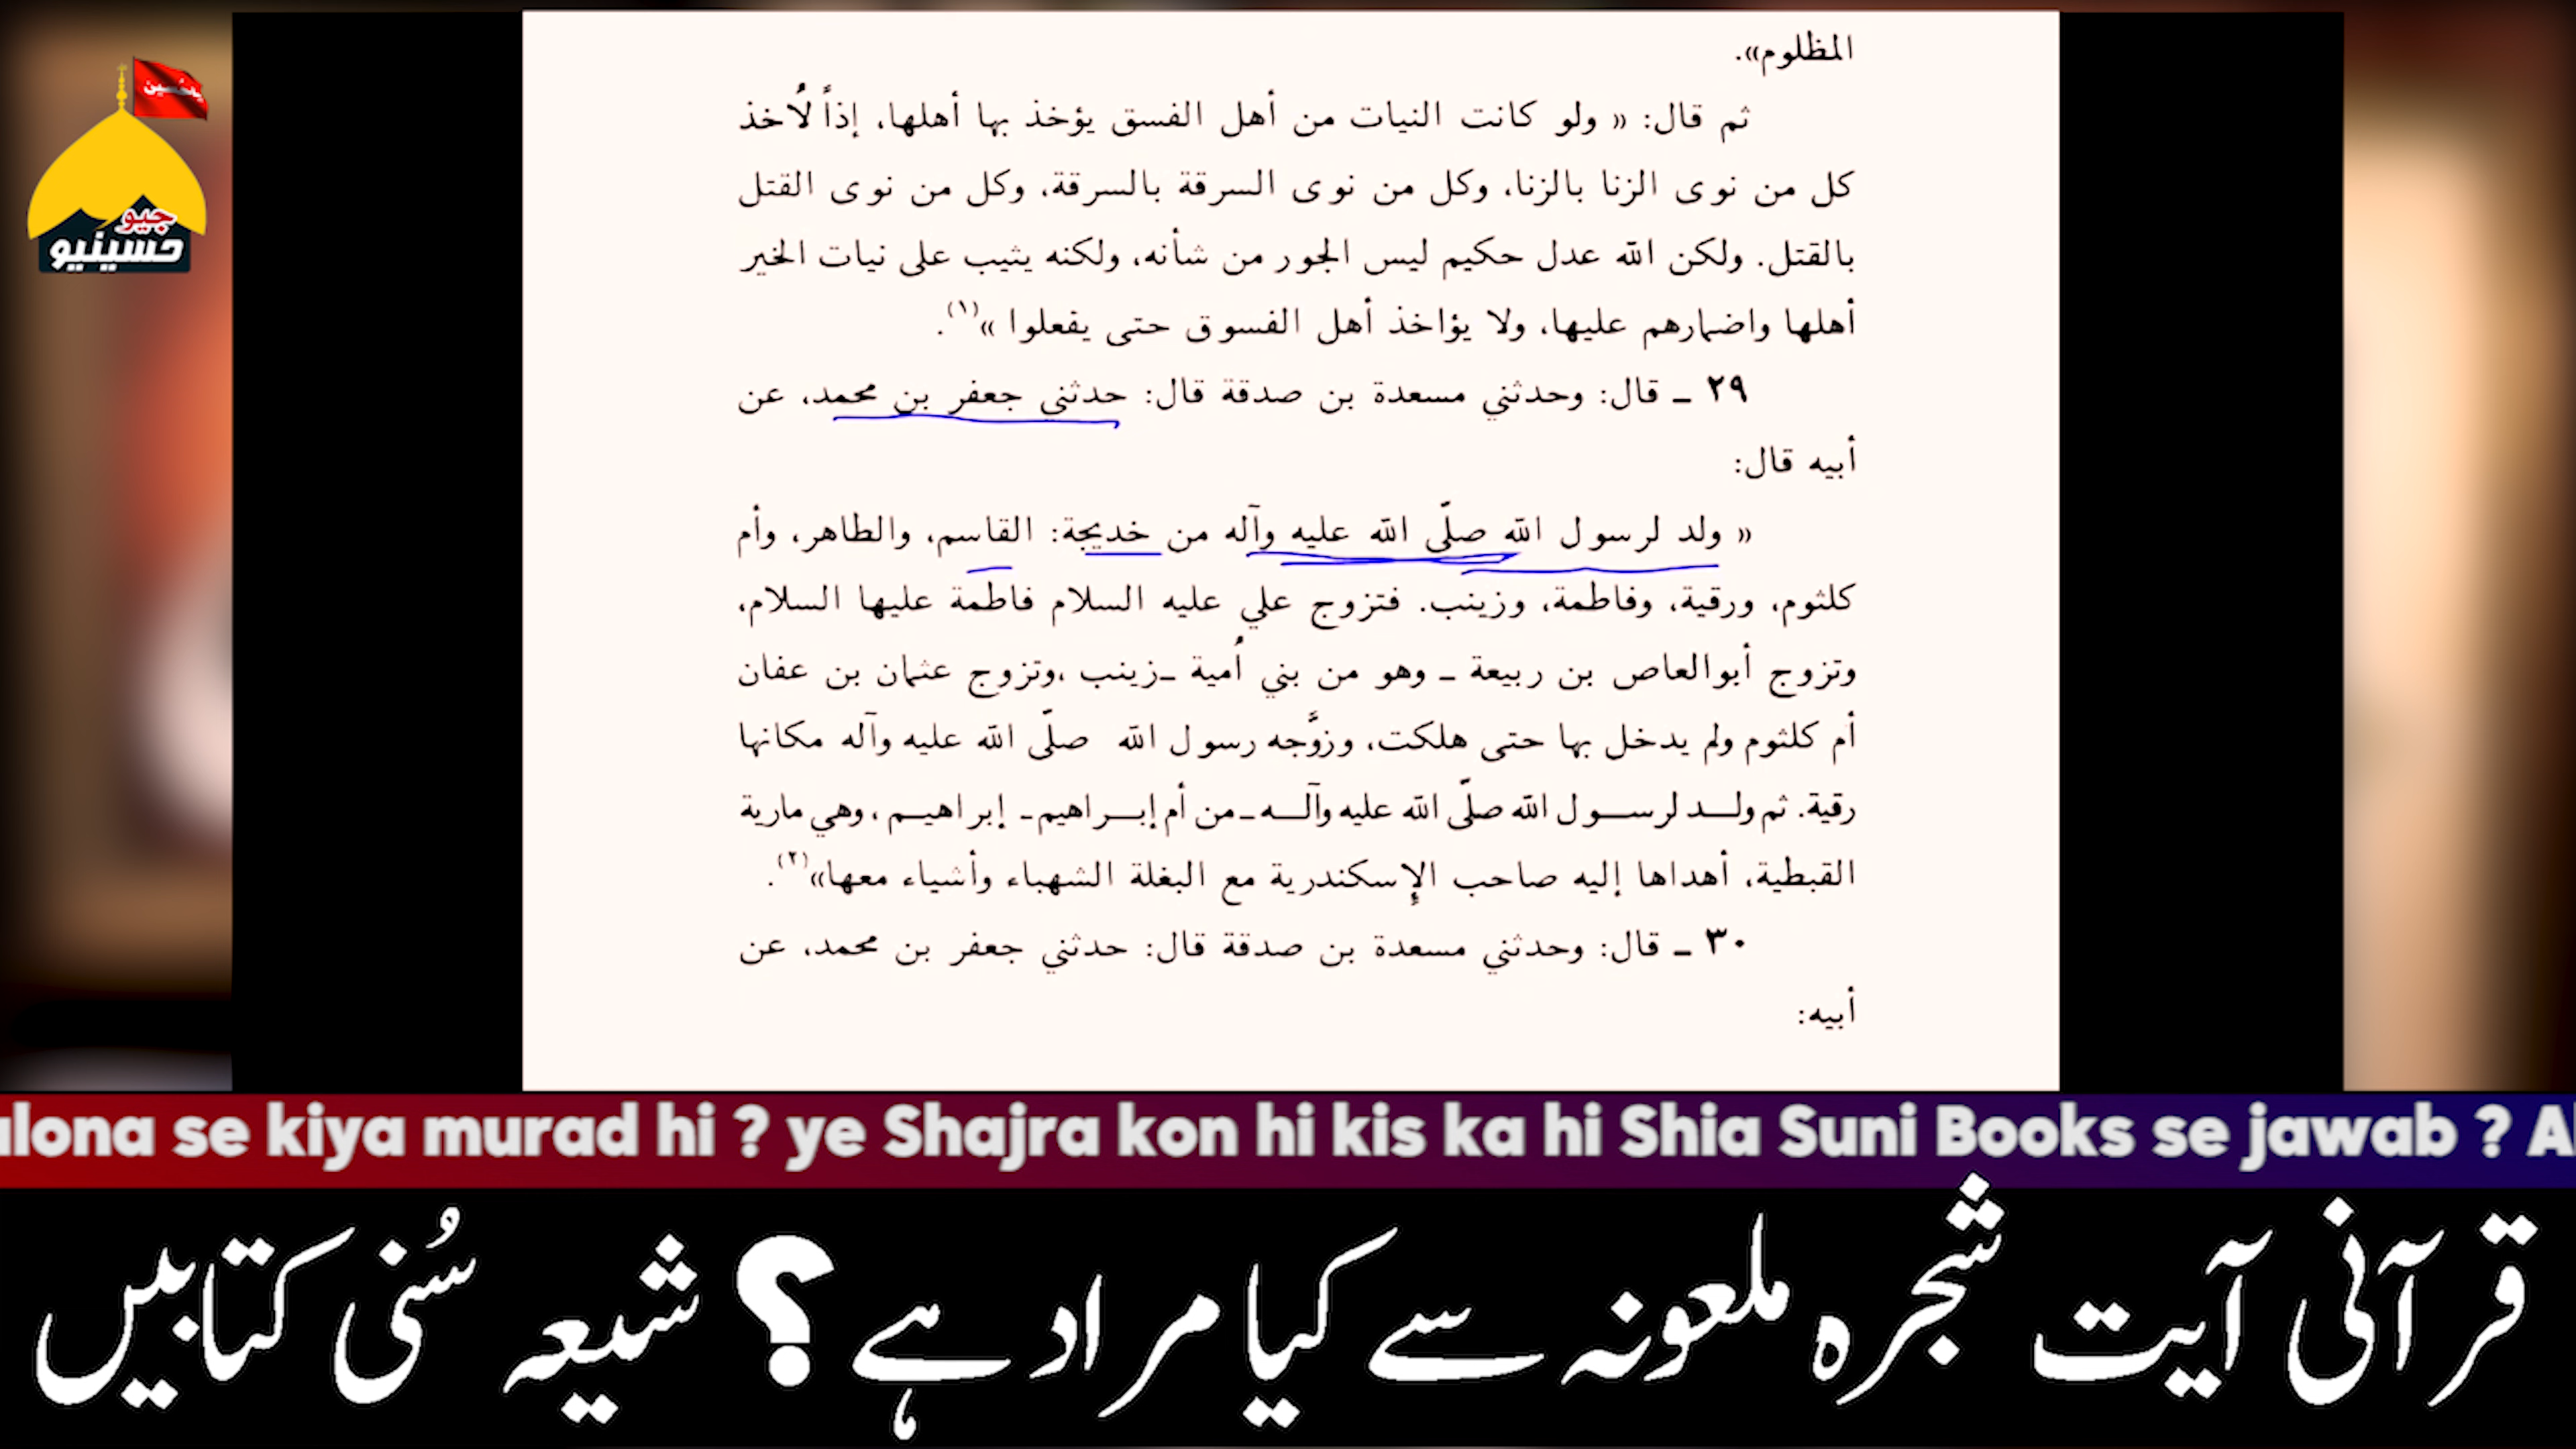 المظلوم».
ثم قال: « ولو كانت النيات من أهل الفسق يؤخذ بها أهلها، إذاً لأُخذ
كل من نوى الزنا بالزنا، وكل من نوى السرقة بالسرقة، وكل من نوى القتل
بالقتل. ولكن الله عدل حكيم ليس الجور من شأنه، ولكنه يثيب على نيات الخير
أهلها واضمارهم عليها، ولا يؤاخذ أهل الفسوق حتى يفعلوا »(١).
٢٩ ـ قال: وحدثني مسعدة بن صدقة قال: حدثني جعفر بن محمد، عن
أبيه قال:
« ولد لرسول الله صلّى الله عليه وآله من خديجة: القاسم، والطاهر، وأم
كلثوم، ورقية، وفاطمة، وزينب. فتزوج علي عليه السلام فاطمة عليها السلام،
وتزوج أبوالعاص بن ربيعة ـ وهو من بني اُمية ـ زينب ،وتزوج عثمان بن عفان
أم كلثوم ولم يدخل بها حتى هلكت، وزوَّجه رسول الله صلّى الله عليه وآله مكانها
رقية. ثم ولـــد لرســـول الله صلّى الله عليه وآلـــه ـ من أم إبـــراهيم ـ إبراهيـــم ، وهي مارية
القبطية، أهداها إليه صاحب الإسكندرية مع البغلة الشهباء وأشياء معها»(٢).
٣٠ ـ قال: وحدثني مسعدة بن صدقة قال: حدثني جعفر بن محمد، عن
أبيه:
جیو
حسینیو
alona se kiya murad hi ? ye Shajra kon hi kis ka hi Shia Suni Books se jawab ? Al
قرآنی آیت شجرہ ملعونہ سے کیا مراد ہے ؟ شیعہ سُنی کتابیں